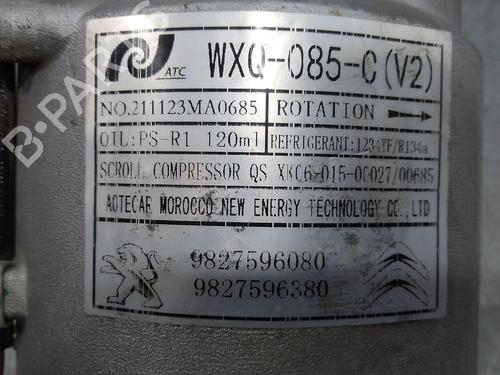 ATC
WXQ-085-C (V2)
NO.211123MA0685
ROTATION
OIL:PS-R1 120ml
REFRIGERANT:1234YF/R134a
SCROLL COMPRESSOR QS XKC6-015-00027/00685
AOTECAR MOROCCO NEW ENERGY TECHNOLOGY CO.,LTD
9827596080
9827596380
B-PARTS